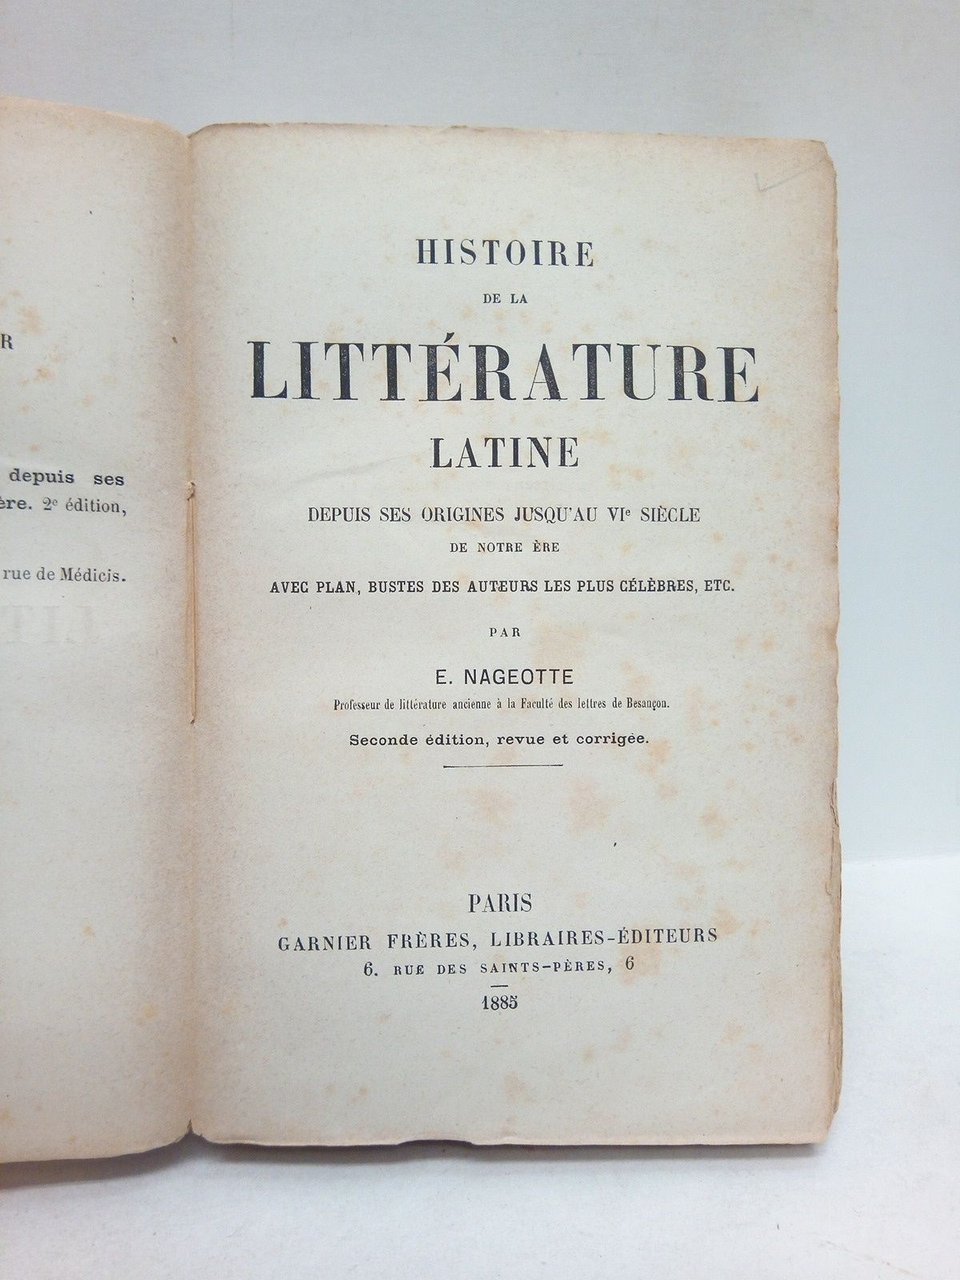 R
depuis ses
ère. 2e édition,
rue de Médicis.
HISTOIRE
DE LA
LITTÉRATURE
LATINE
DEPUIS SES ORIGINES JUSQU'AU VIe SIÈCLE
DE NOTRE ÈRE
AVEC PLAN, BUSTES DES AUTEURS LES PLUS CÉLÈBRES, ETC.
PAR
E. NAGEOTTE
Professeur de littérature ancienne à la Faculté des lettres de Besançon.
Seconde édition, revue et corrigée.
PARIS
GARNIER FRÈRES, LIBRAIRES-ÉDITEURS
6. RUE DES SAINTS-PÈRES, 6
1885